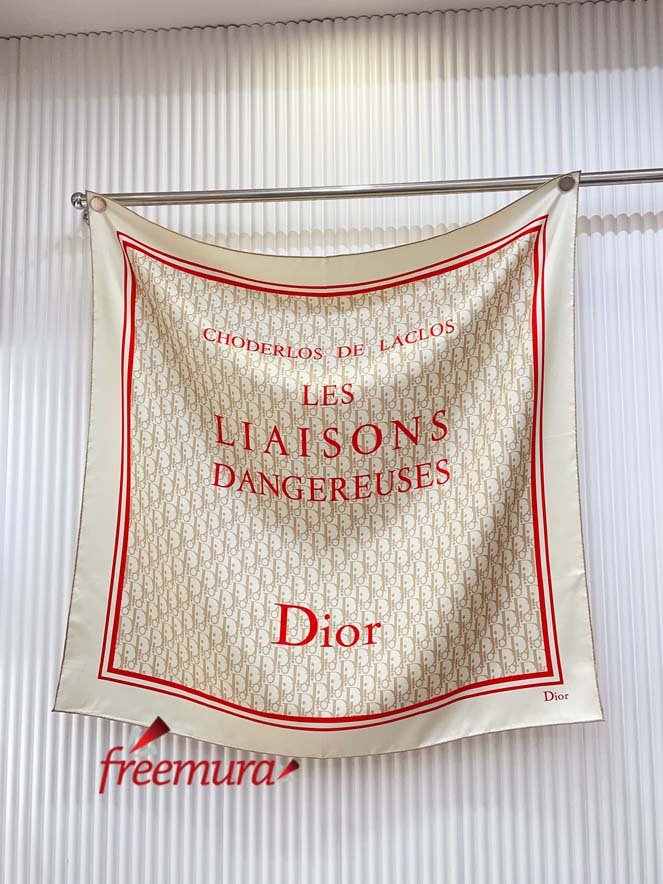 CHODERLOS DE LACLOS
LES
LIAISONS
DANGEREUSES
Dior
Dior
freemura